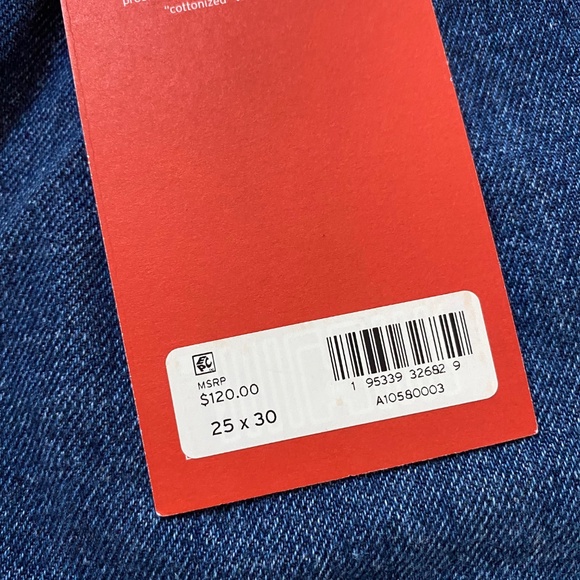 "cottonized"
MSRP
$120.00
25 x 30
1 95339 32682 9
A10580003